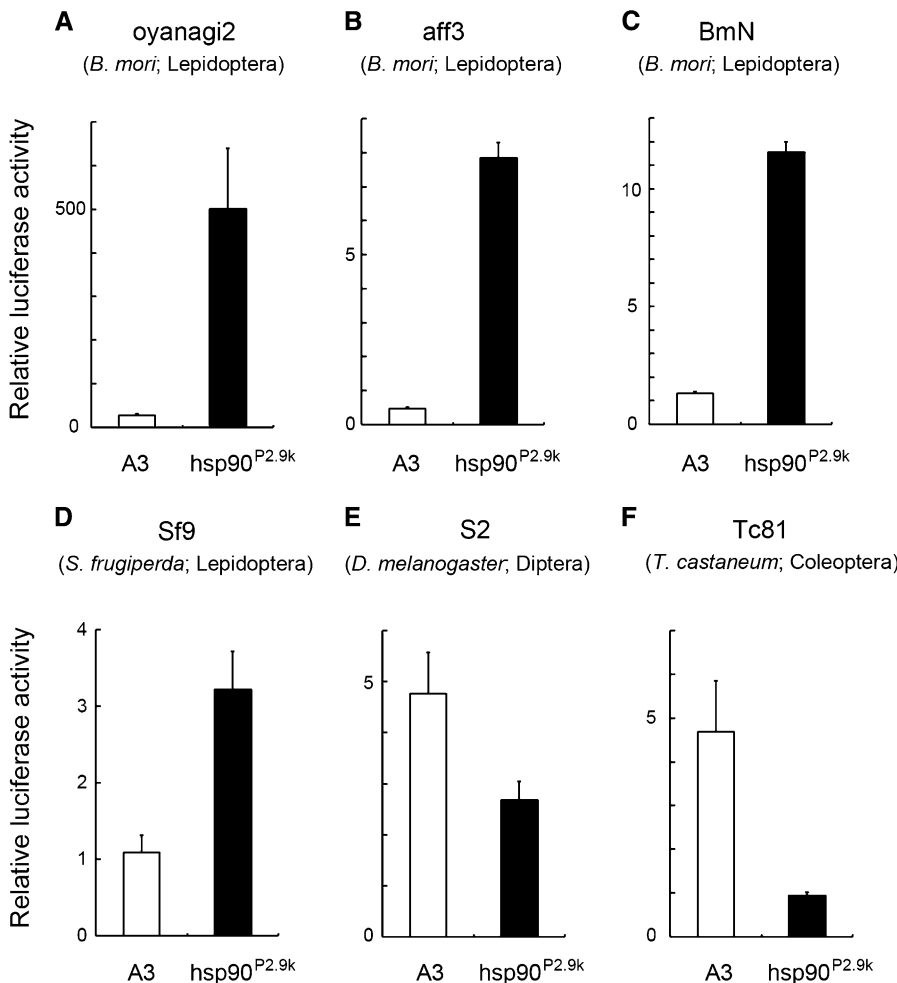 A
oyanagi2
(B. mori; Lepidoptera)
Relative luciferase activity
500
0
A3 hsp90P2.9k
B
aff3
(B. mori; Lepidoptera)
5
0
A3 hsp90P2.9k
C
BmN
(B. mori; Lepidoptera)
10
5
0
A3 hsp90P2.9k
D
Sf9
(S. frugiperda; Lepidoptera)
Relative luciferase activity
4
3
2
1
0
A3 hsp90P2.9k
E
S2
(D. melanogaster; Diptera)
5
0
A3 hsp90P2.9k
F
Tc81
(T. castaneum; Coleoptera)
5
0
A3 hsp90P2.9k